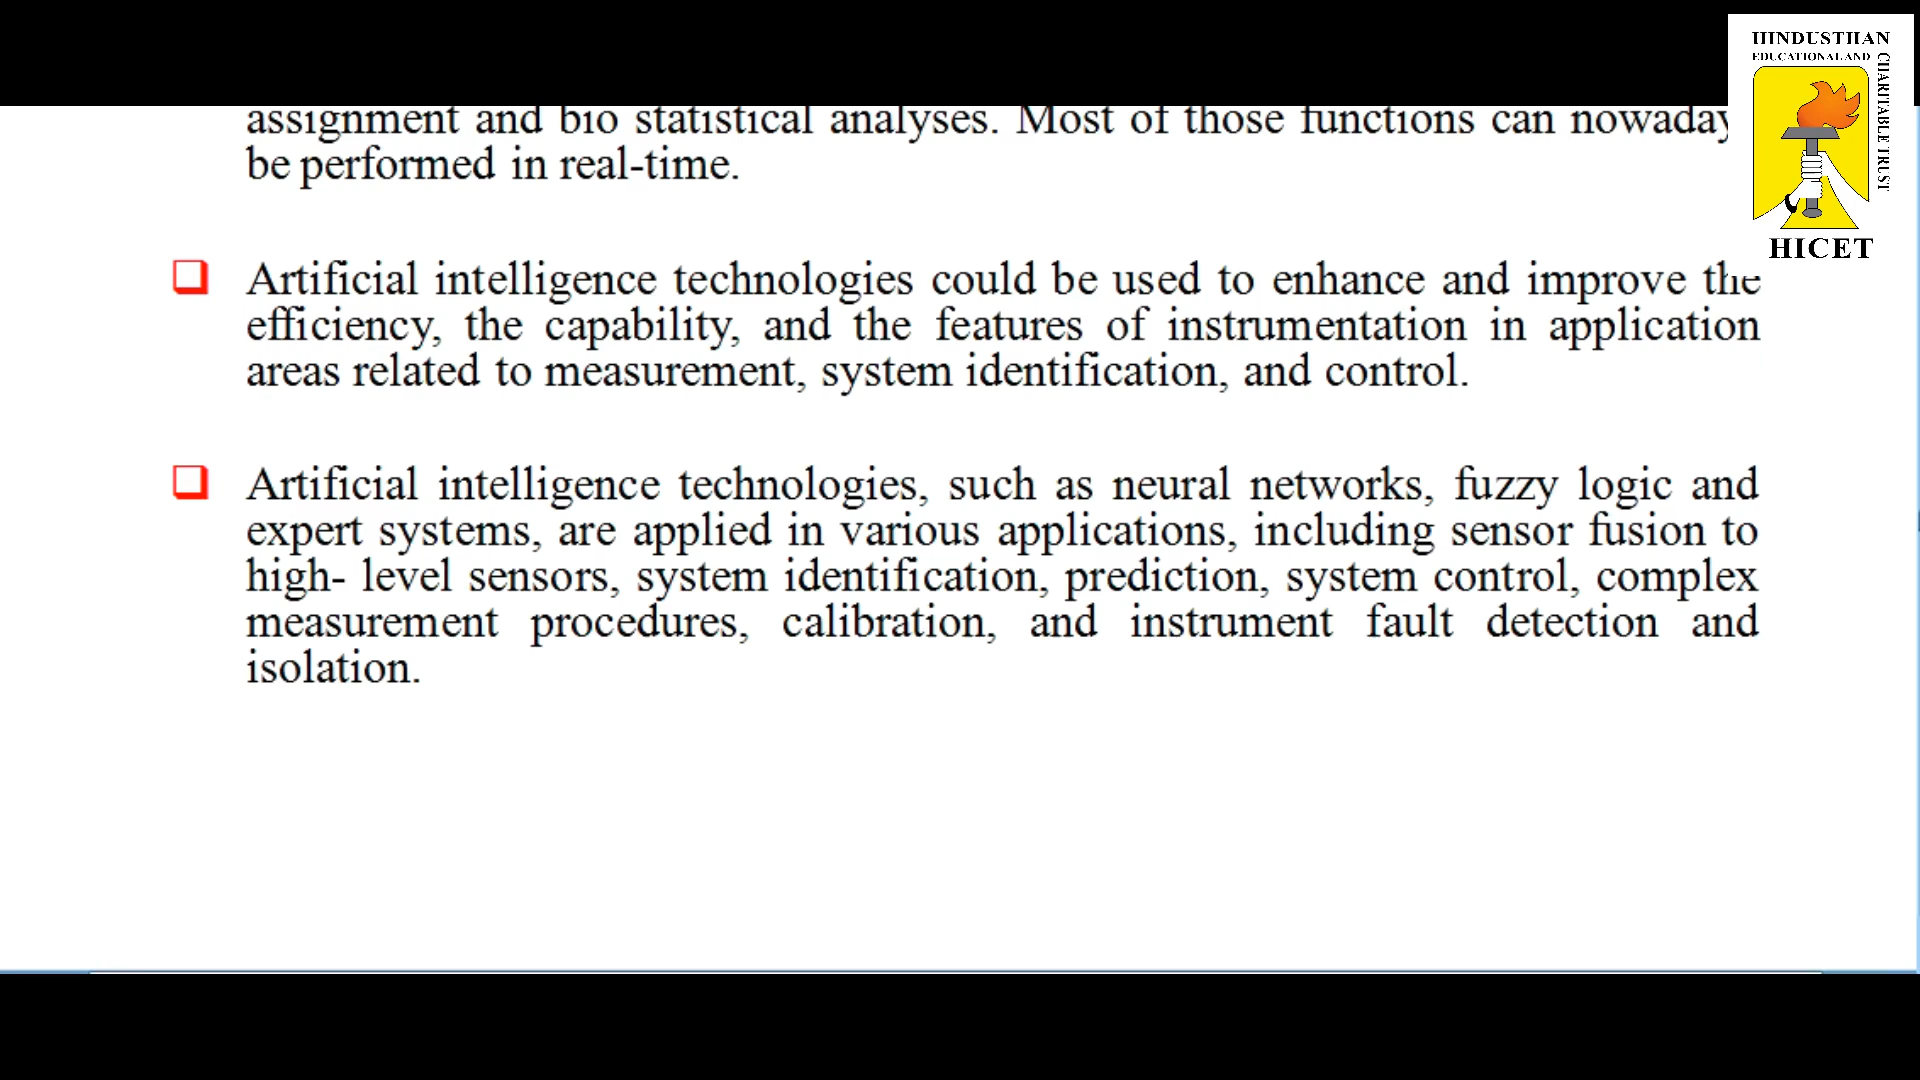 HINDUSTHAN
EDUCATIONAL AND
CHARITABLE TRUST
HICET
assignment and bio statistical analyses. Most of those functions can nowaday
be performed in real-time.
Artificial intelligence technologies could be used to enhance and improve the
efficiency, the capability, and the features of instrumentation in application
areas related to measurement, system identification, and control.
Artificial intelligence technologies, such as neural networks, fuzzy logic and
expert systems, are applied in various applications, including sensor fusion to
high- level sensors, system identification, prediction, system control, complex
measurement procedures, calibration, and instrument fault detection and
isolation.